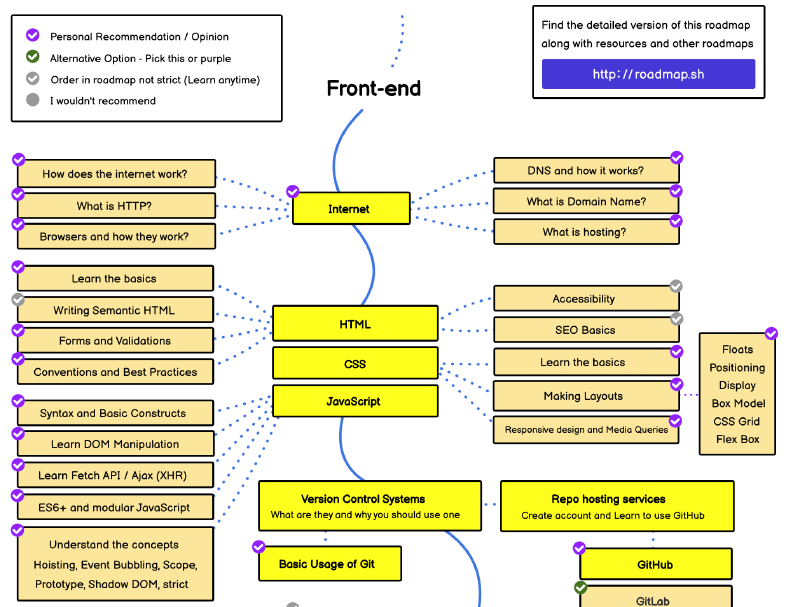 Personal Recommendation / Opinion
Alternative Option - Pick this or purple
Order in roadmap not strict (Learn anytime)
I wouldn't recommend
Find the detailed version of this roadmap
along with resources and other roadmaps
http://roadmap.sh
Front-end
How does the internet work?
What is HTTP?
Browsers and how they work?
Internet
DNS and how it works?
What is Domain Name?
What is hosting?
Learn the basics
Writing Semantic HTML
Forms and Validations
Conventions and Best Practices
HTML
CSS
JavaScript
Accessibility
SEO Basics
Learn the basics
Making Layouts
Responsive design and Media Queries
Floats
Positioning
Display
Box Model
CSS Grid
Flex Box
Syntax and Basic Constructs
Learn DOM Manipulation
Learn Fetch API / Ajax (XHR)
ES6+ and modular JavaScript
Understand the concepts
Hoisting, Event Bubbling, Scope,
Prototype, Shadow DOM, strict
Version Control Systems
What are they and why you should use one
Repo hosting services
Create account and Learn to use GitHub
Basic Usage of Git
GitHub
GitLab